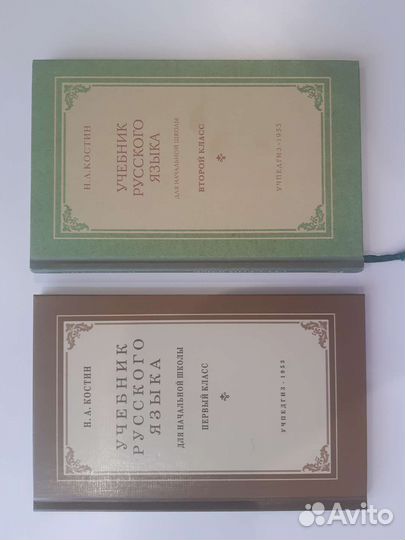 Н. А. КОСТИН
УЧЕБНИК
РУССКОГО
ЯЗЫКА
ДЛЯ НАЧАЛЬНОЙ ШКОЛЫ
ВТОРОЙ КЛАСС
УЧПЕДГИЗ · 1953
Н. А. КОСТИН
УЧЕБНИК
РУССКОГО
ЯЗЫКА
ДЛЯ НАЧАЛЬНОЙ ШКОЛЫ
ПЕРВЫЙ КЛАСС
УЧПЕДГИЗ · 1953
Avito